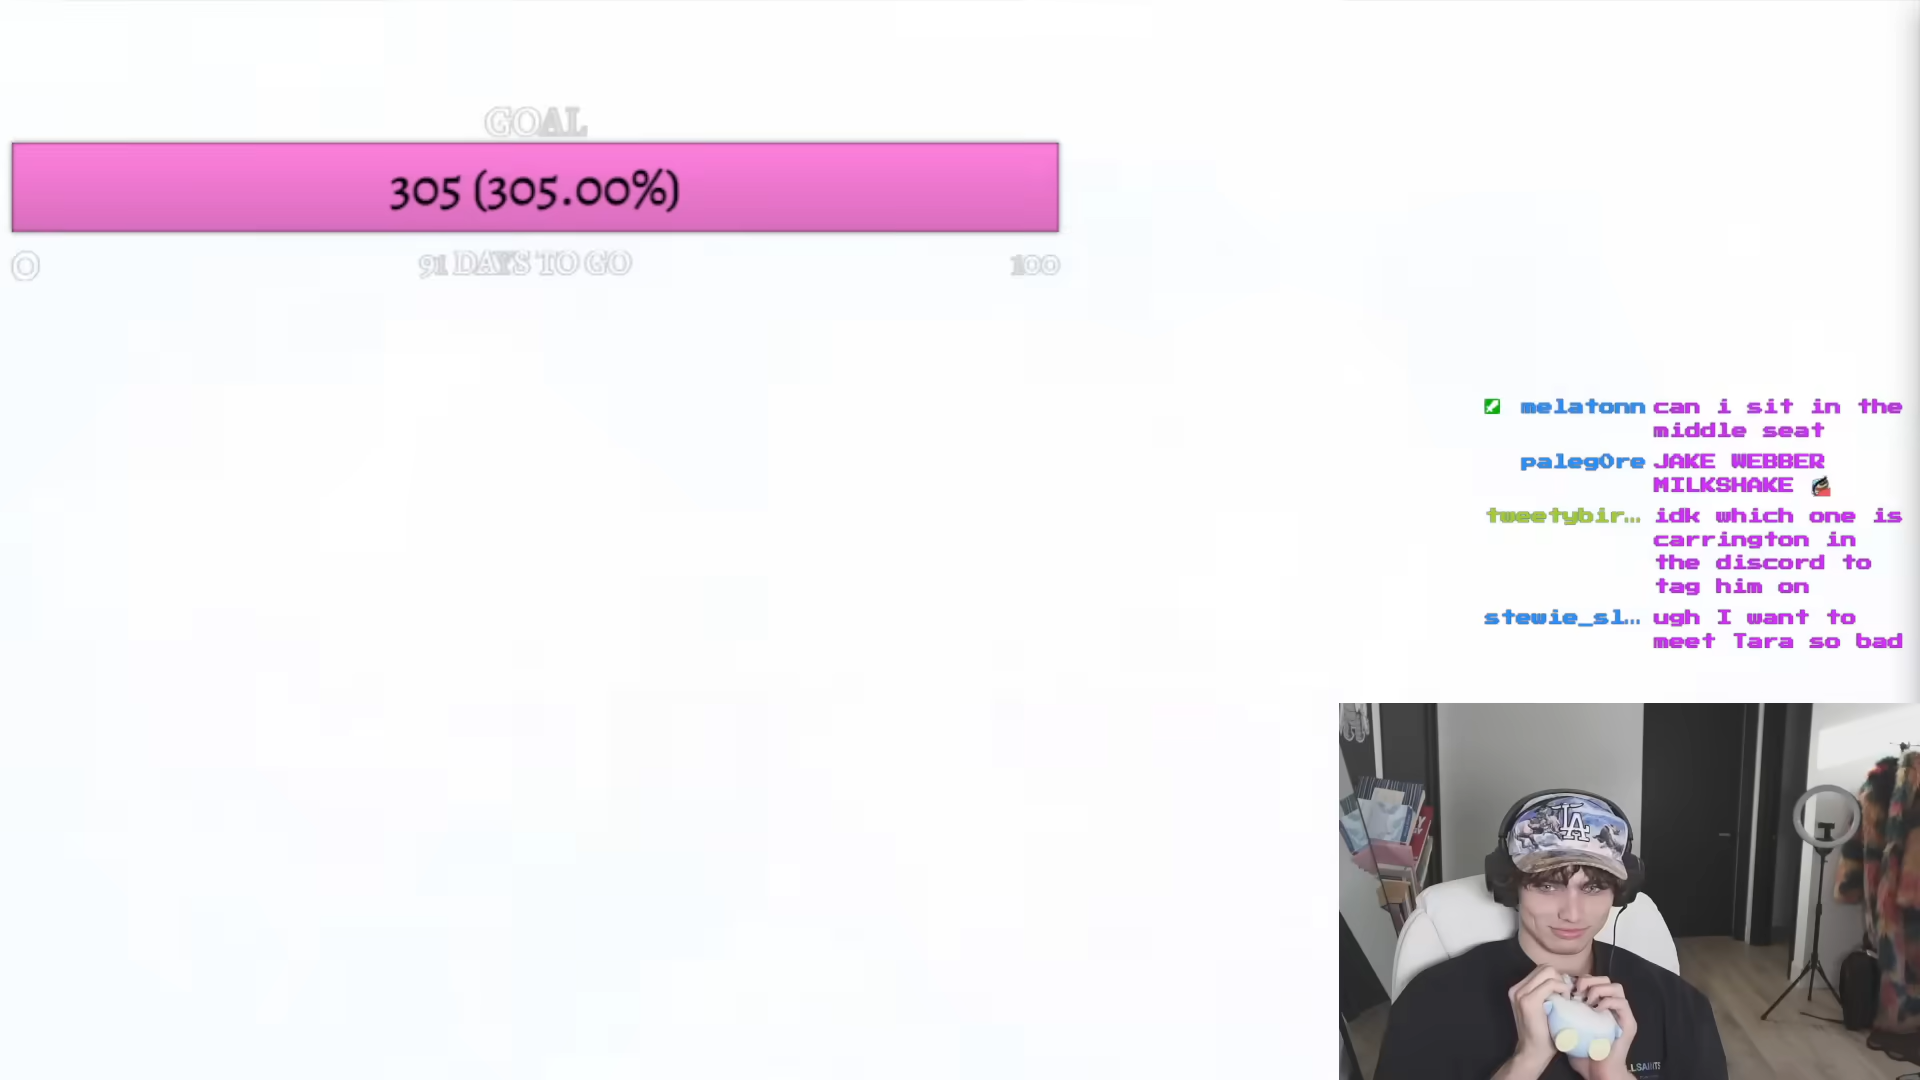 GOAL
305 (305.00%)
0
91 DAYS TO GO
100
melatonn can i sit in the
middle seat
paleg0re JAKE WEBBER
MILKSHAKE
tweetybir... idk which one is
carrington in
the discord to
tag him on
stewie_sl... ugh I want to
meet Tara so bad
LA
LLSAINTS